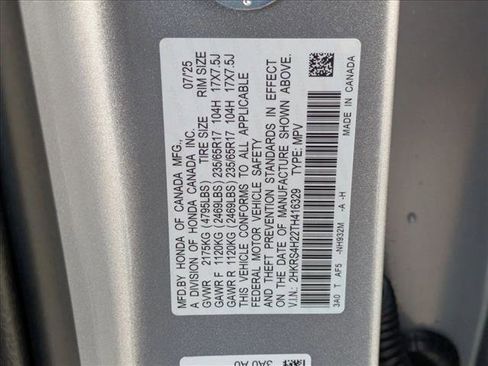 MFD.BY HONDA OF CANADA MFG., 07/25
A DIVISION OF HONDA CANADA INC.
TIRE SIZE RIM SIZE
GVWR 2175KG (4795LBS)
GAWR F 1120KG (2469LBS) 235/65R17 104H 17X7.5J
GAWR R 1120KG (2469LBS) 235/65R17 104H 17X7.5J
THIS VEHICLE CONFORMS TO ALL APPLICABLE
FEDERAL MOTOR VEHICLE SAFETY
AND THEFT PREVENTION STANDARDS IN EFFECT
ON THE DATE OF MANUFACTURE SHOWN ABOVE.
V.I.N.: 2HKRS4H22TH416329 TYPE: MPV
3A0 T AF5 -NH932M -A -H MADE IN CANADA
3A0 A0